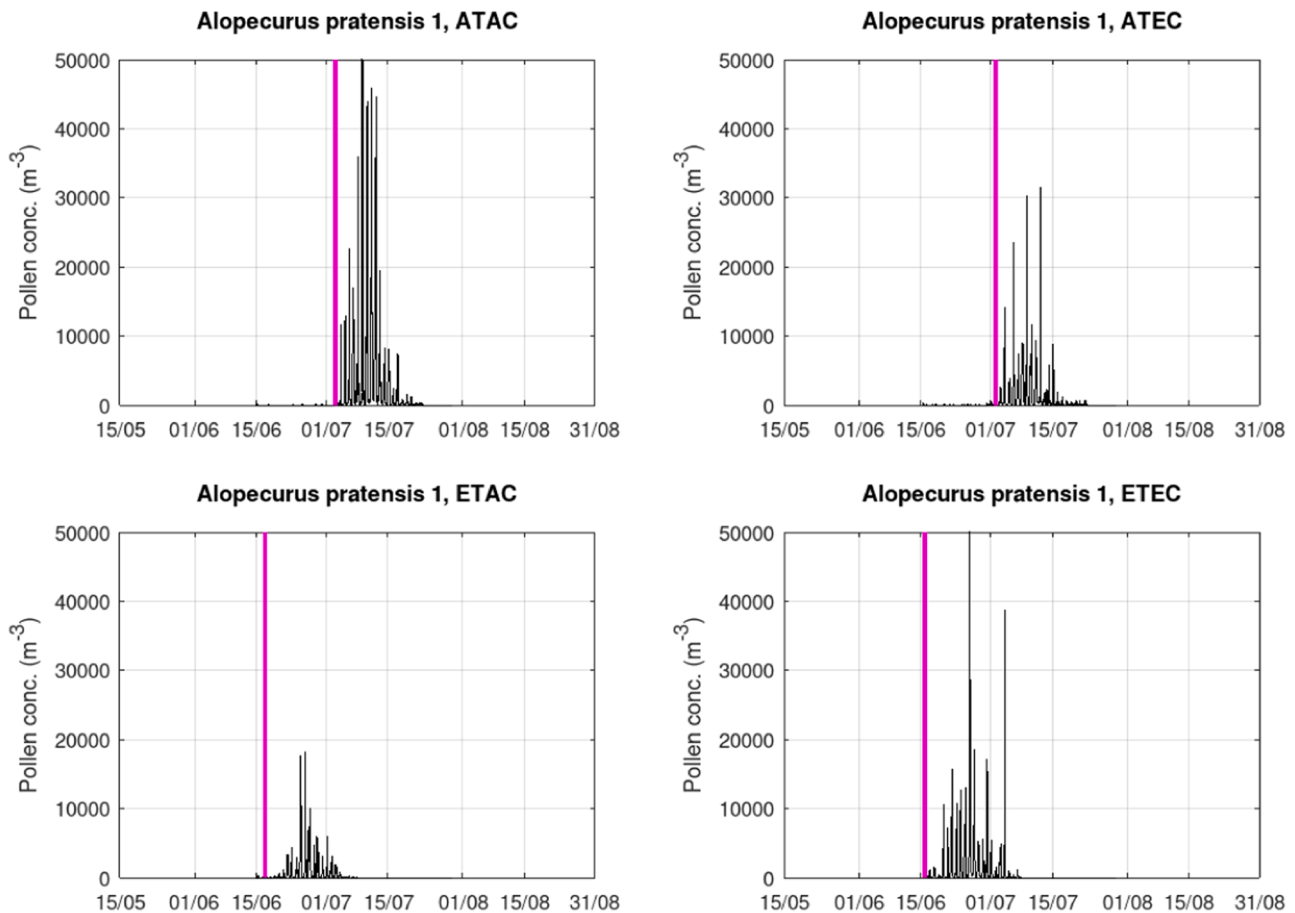 Alopecurus pratensis 1, ATAC
Pollen conc. (m⁻³)
50000
40000
30000
20000
10000
0
15/05 01/06 15/06 01/07 15/07 01/08 15/08 31/08
Alopecurus pratensis 1, ATEC
Pollen conc. (m⁻³)
50000
40000
30000
20000
10000
0
15/05 01/06 15/06 01/07 15/07 01/08 15/08 31/08
Alopecurus pratensis 1, ETAC
Pollen conc. (m⁻³)
50000
40000
30000
20000
10000
0
15/05 01/06 15/06 01/07 15/07 01/08 15/08 31/08
Alopecurus pratensis 1, ETEC
Pollen conc. (m⁻³)
50000
40000
30000
20000
10000
0
15/05 01/06 15/06 01/07 15/07 01/08 15/08 31/08